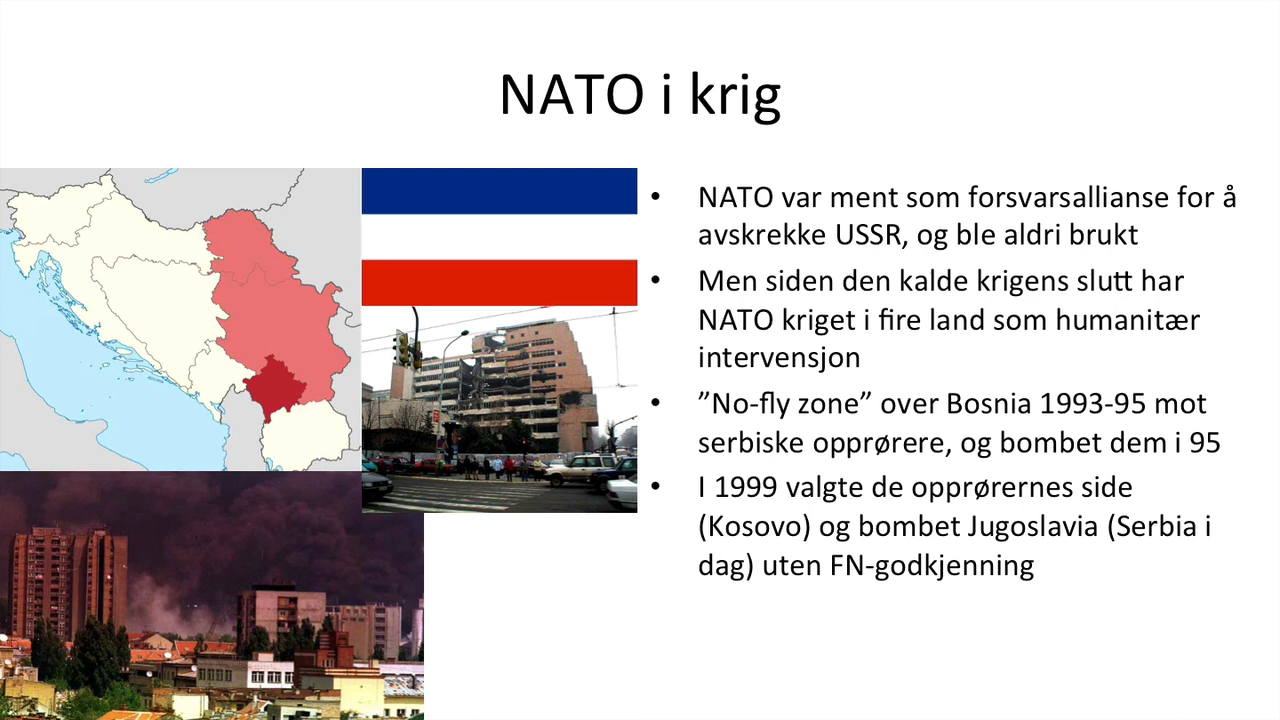 NATO i krig
• NATO var ment som forsvarsallianse for å
avskrekke USSR, og ble aldri brukt
• Men siden den kalde krigens slutt har
NATO kriget i fire land som humanitær
intervensjon
• ”No-fly zone” over Bosnia 1993-95 mot
serbiske opprørere, og bombet dem i 95
• I 1999 valgte de opprørernes side
(Kosovo) og bombet Jugoslavia (Serbia i
dag) uten FN-godkjenning